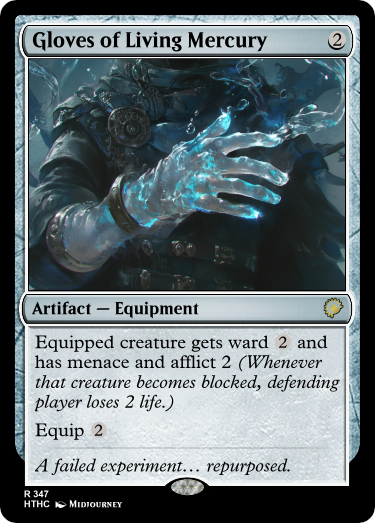 Gloves of Living Mercury 2
Artifact — Equipment
Equipped creature gets ward 2 and
has menace and afflict 2 (Whenever
that creature becomes blocked, defending
player loses 2 life.)
Equip 2
A failed experiment… repurposed.
R 347
HTHC Midjourney